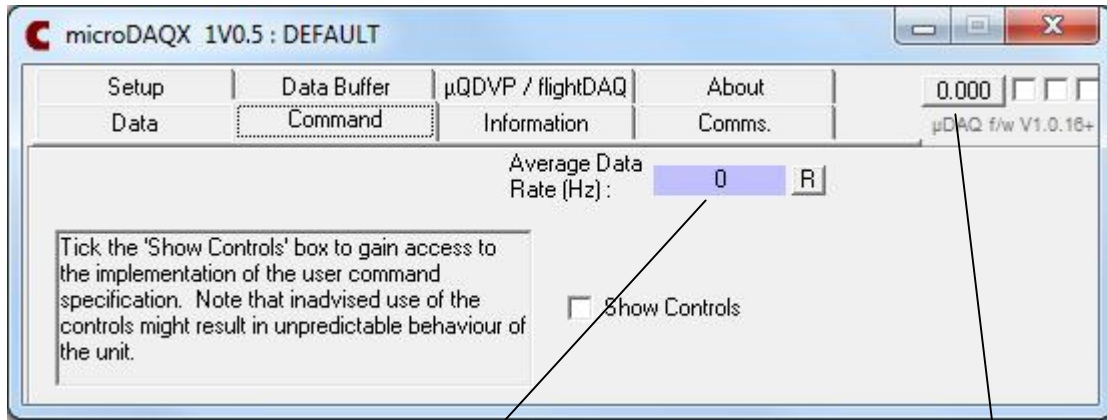 microDAQX 1V0.5 : DEFAULT
Setup Data Buffer µQDVP / flightDAQ About 0.000
Data Command Information Comms. µDAQ f/w V1.0.16+
Average Data
Rate (Hz) : 0 R
Tick the 'Show Controls' box to gain access to
the implementation of the user command
specification. Note that inadvised use of the
controls might result in unpredictable behaviour of
the unit.
Show Controls